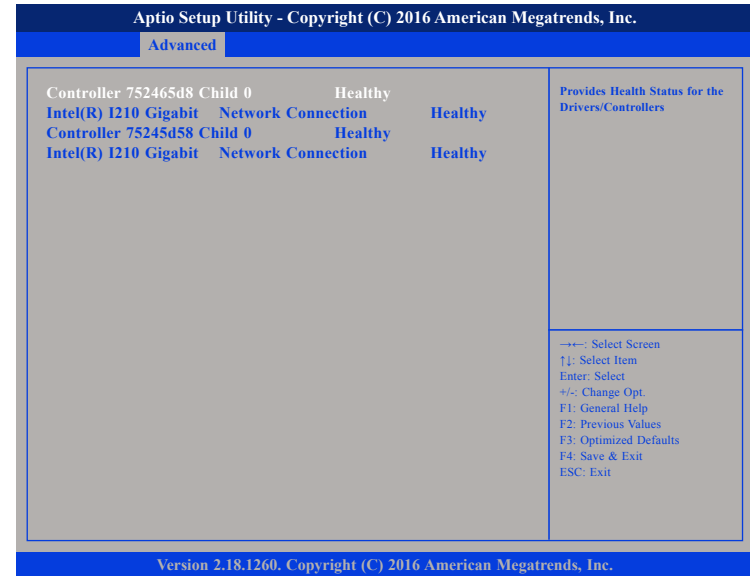 Aptio Setup Utility - Copyright (C) 2016 American Megatrends, Inc.
Advanced
Controller 752465d8 Child 0 Healthy
Intel(R) I210 Gigabit Network Connection Healthy
Controller 75245d58 Child 0 Healthy
Intel(R) I210 Gigabit Network Connection Healthy
Provides Health Status for the
Drivers/Controllers
→←: Select Screen
↑↓: Select Item
Enter: Select
+/-: Change Opt.
F1: General Help
F2: Previous Values
F3: Optimized Defaults
F4: Save & Exit
ESC: Exit
Version 2.18.1260. Copyright (C) 2016 American Megatrends, Inc.